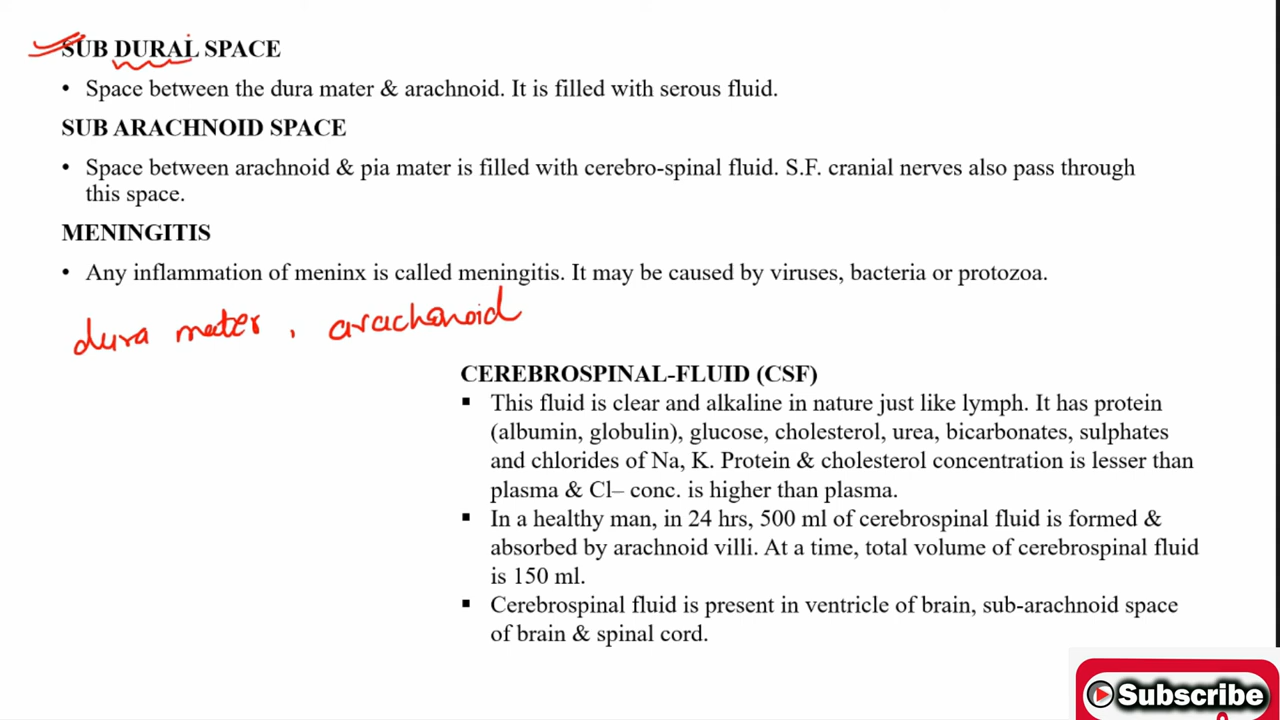 SUB DURAL SPACE
• Space between the dura mater & arachnoid. It is filled with serous fluid.
SUB ARACHNOID SPACE
• Space between arachnoid & pia mater is filled with cerebro-spinal fluid. S.F. cranial nerves also pass through
this space.
MENINGITIS
• Any inflammation of meninx is called meningitis. It may be caused by viruses, bacteria or protozoa.
dura mater, arachanoid
CEREBROSPINAL-FLUID (CSF)
▪ This fluid is clear and alkaline in nature just like lymph. It has protein
(albumin, globulin), glucose, cholesterol, urea, bicarbonates, sulphates
and chlorides of Na, K. Protein & cholesterol concentration is lesser than
plasma & Cl– conc. is higher than plasma.
▪ In a healthy man, in 24 hrs, 500 ml of cerebrospinal fluid is formed &
absorbed by arachnoid villi. At a time, total volume of cerebrospinal fluid
is 150 ml.
▪ Cerebrospinal fluid is present in ventricle of brain, sub-arachnoid space
of brain & spinal cord.
Subscribe